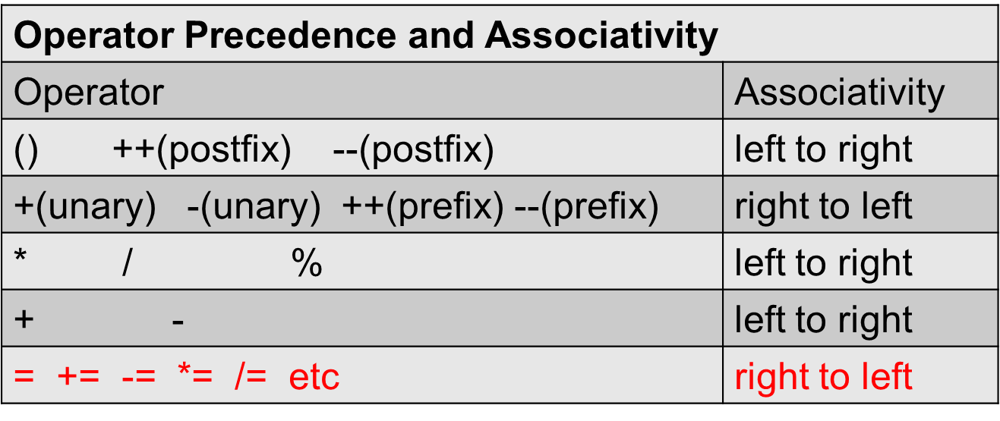 Operator Precedence and Associativity
Operator Associativity
() ++(postfix) --(postfix) left to right
+(unary) -(unary) ++(prefix) --(prefix) right to left
* / % left to right
+ - left to right
= += -= *= /= etc right to left